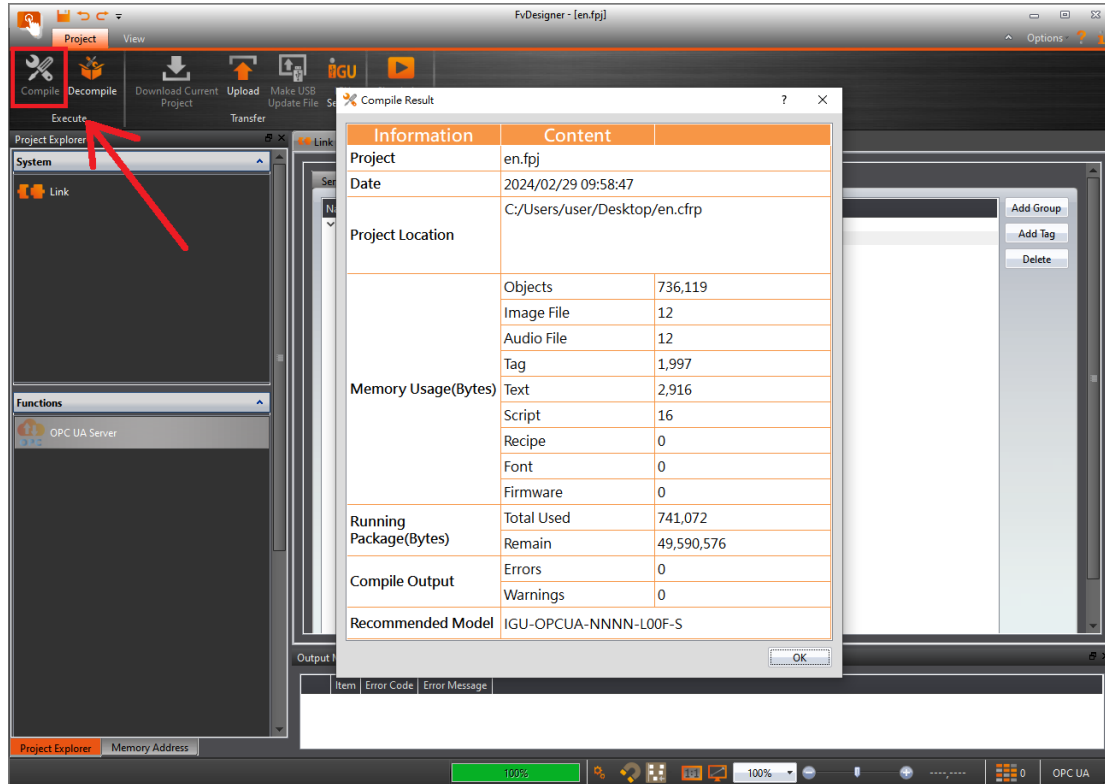 FvDesigner - [en.fpj]
Project View
Options
Compile Decompile Download Current Project Upload Make USB Update File
iGU
Execute Transfer
Project Explorer
Link
System
Link
Functions
OPC UA Server
OPC
Project Explorer Memory Address
Add Group
Add Tag
Delete
Compile Result
Information Content
Project en.fpj
Date 2024/02/29 09:58:47
Project Location C:/Users/user/Desktop/en.cfrp
Memory Usage(Bytes)
Objects 736,119
Image File 12
Audio File 12
Tag 1,997
Text 2,916
Script 16
Recipe 0
Font 0
Firmware 0
Running Package(Bytes)
Total Used 741,072
Remain 49,590,576
Compile Output
Errors 0
Warnings 0
Recommended Model IGU-OPCUA-NNNN-L00F-S
OK
Output
Item Error Code Error Message
100% 1:1 100% ----,---- 0 OPC UA